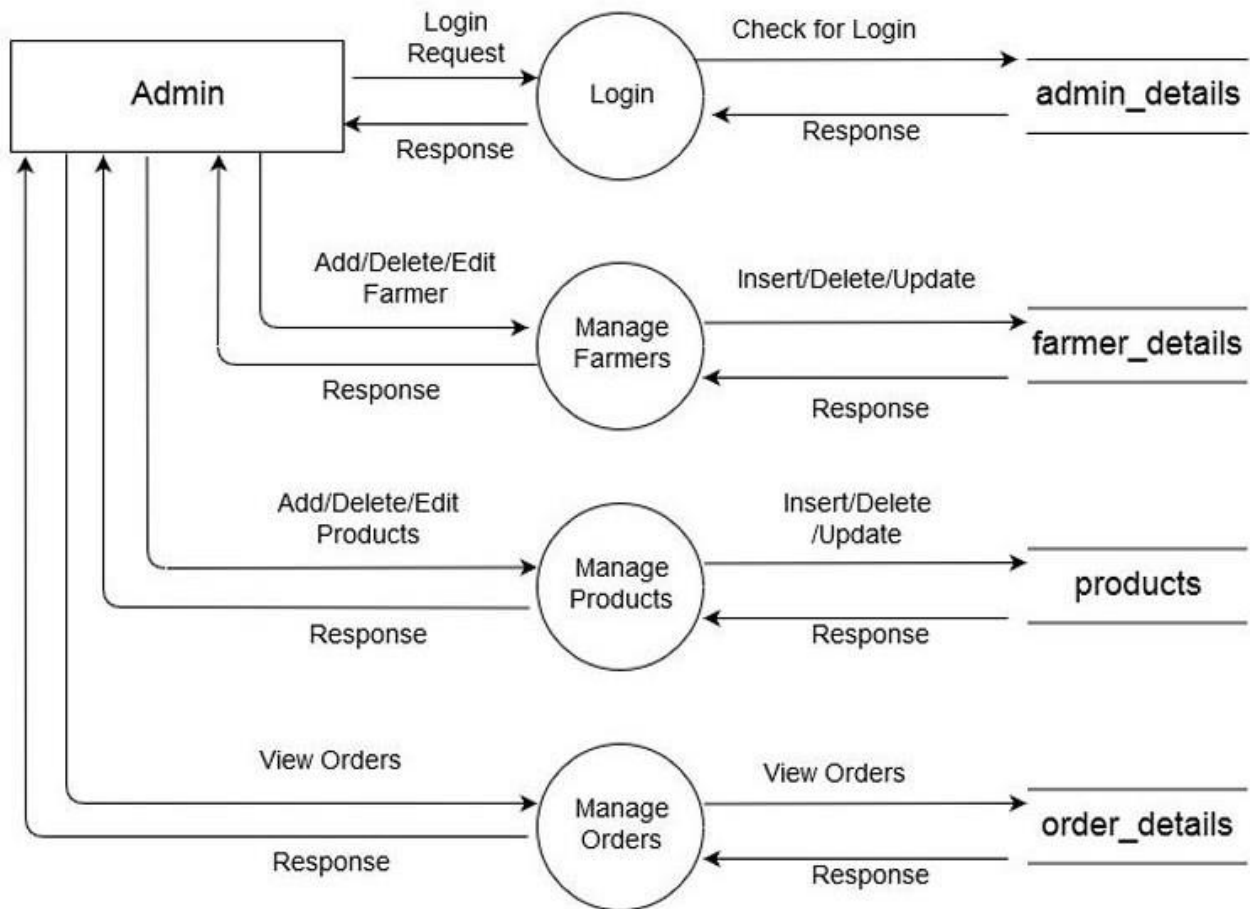 Login
Request
Check for Login
Admin
Login
admin_details
Response
Response
Add/Delete/Edit
Farmer
Insert/Delete/Update
Manage
Farmers
farmer_details
Response
Response
Add/Delete/Edit
Products
Insert/Delete
/Update
Manage
Products
products
Response
Response
View Orders
View Orders
Manage
Orders
order_details
Response
Response